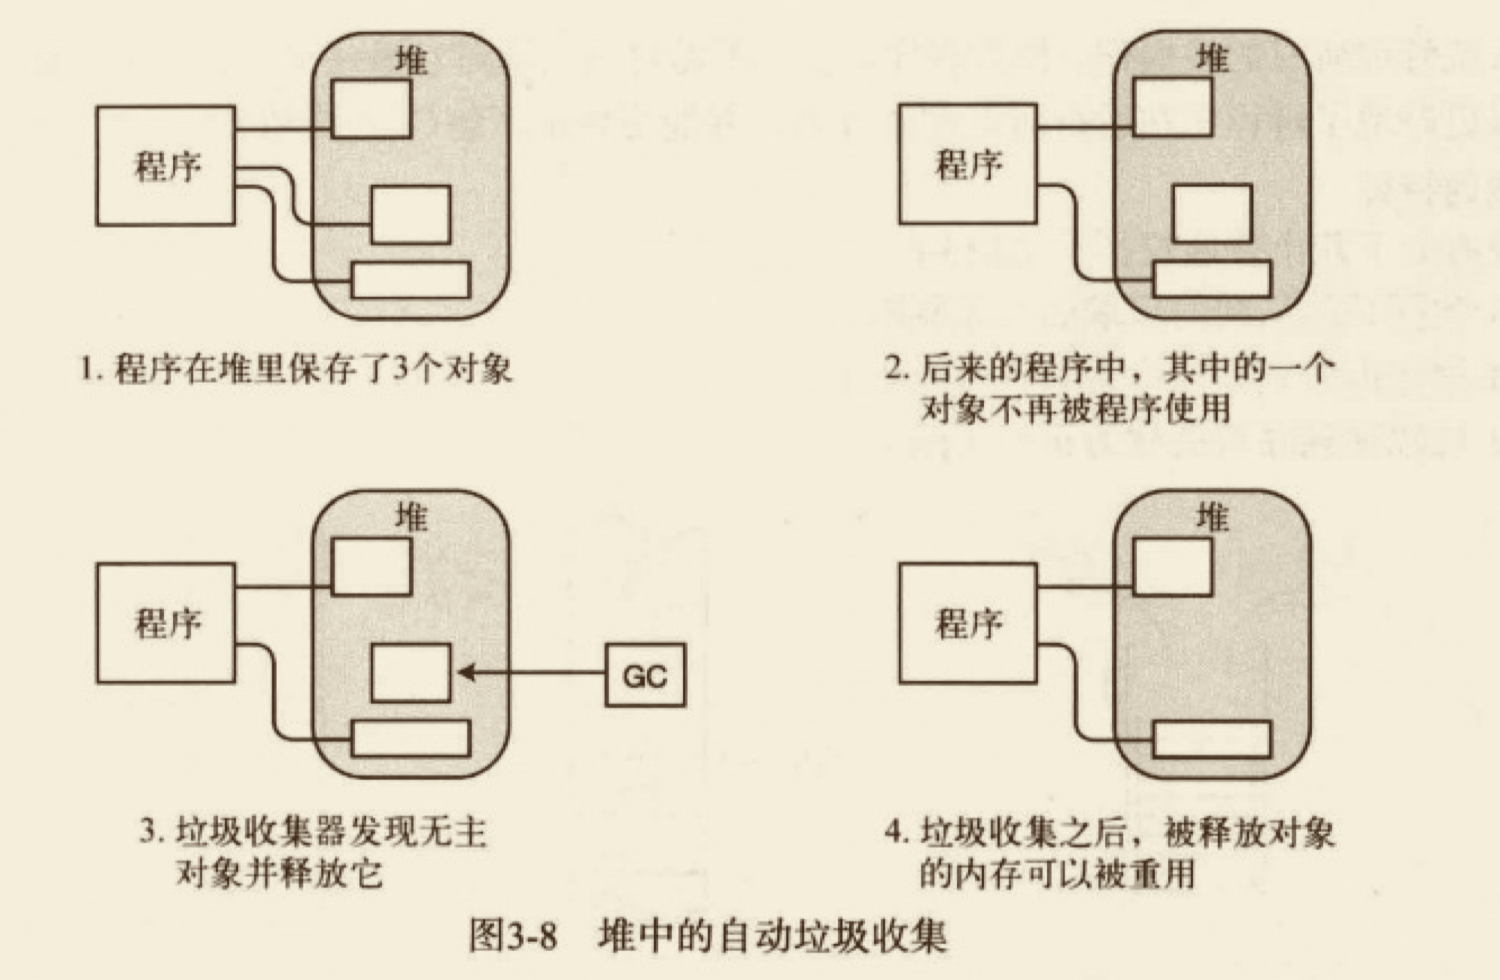 堆
程序
1. 程序在堆里保存了3个对象
堆
程序
2. 后来的程序中，其中的一个
对象不再被程序使用
堆
程序
GC
3. 垃圾收集器发现无主
对象并释放它
堆
程序
4. 垃圾收集之后，被释放对象
的内存可以被重用
图3-8 堆中的自动垃圾收集